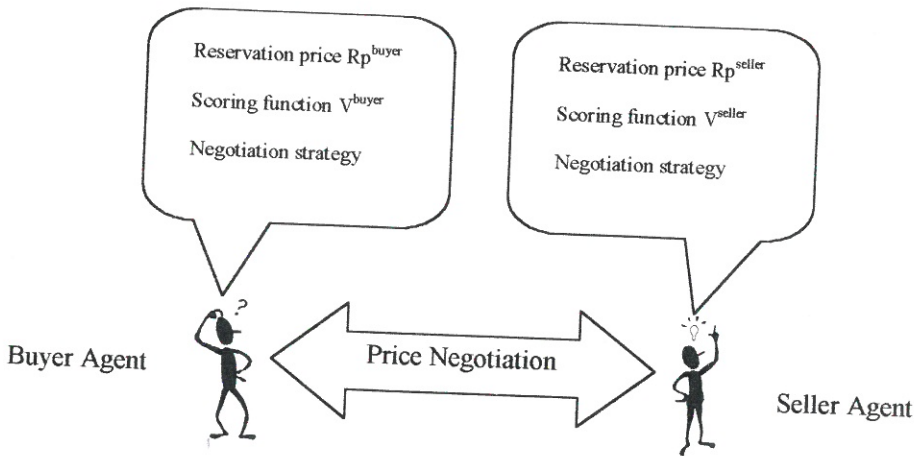 Reservation price Rp^buyer
Scoring function V^buyer
Negotiation strategy
Reservation price Rp^seller
Scoring function V^seller
Negotiation strategy
?
Buyer Agent
Price Negotiation
Seller Agent